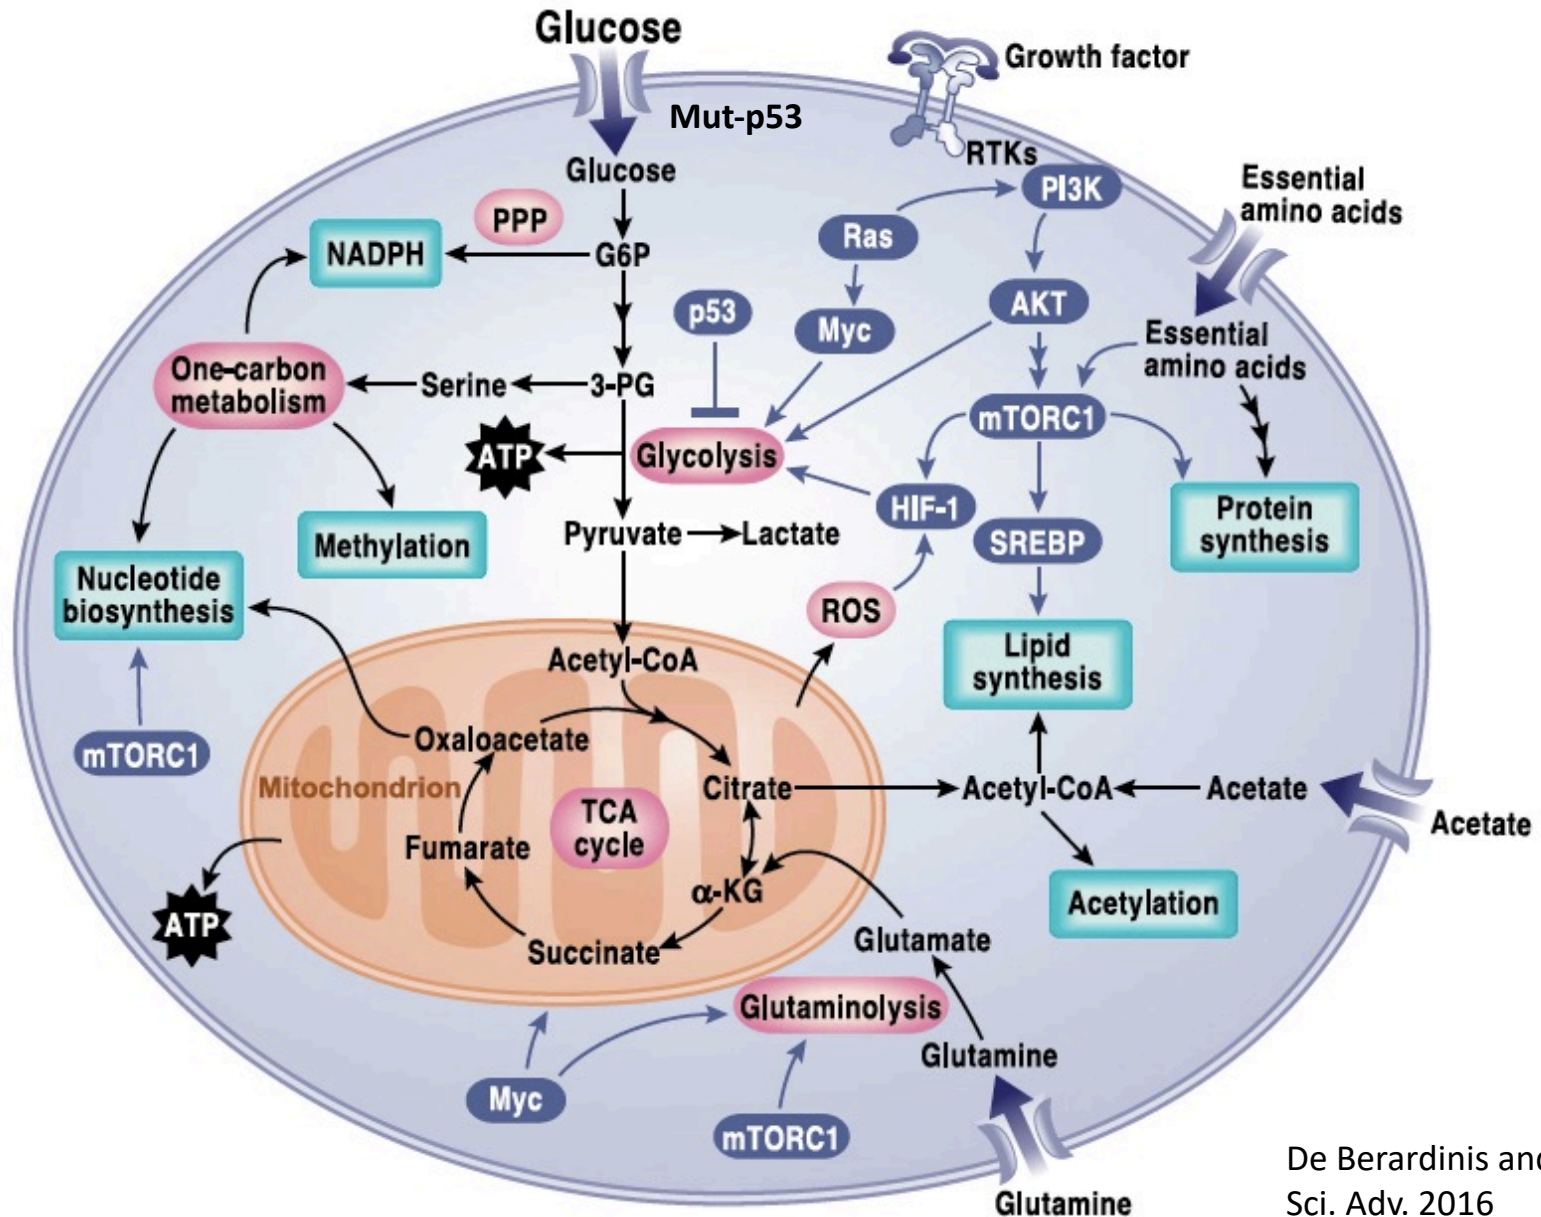 Glucose
Growth factor
Mut-p53
RTKs
Glucose
PI3K
Essential
amino acids
PPP
Ras
NADPH
G6P
p53
AKT
Myc
Essential
amino acids
One-carbon
metabolism
Serine
3-PG
mTORC1
ATP
Glycolysis
HIF-1
Protein
synthesis
Methylation
Pyruvate
Lactate
SREBP
Nucleotide
biosynthesis
ROS
Lipid
synthesis
Acetyl-CoA
mTORC1
Oxaloacetate
Mitochondrion
Citrate
Acetyl-CoA
Acetate
Acetate
TCA
cycle
Fumarate
α-KG
Acetylation
ATP
Succinate
Glutamate
Glutaminolysis
Glutamine
Myc
mTORC1
Glutamine
De Berardinis and
Sci. Adv. 2016